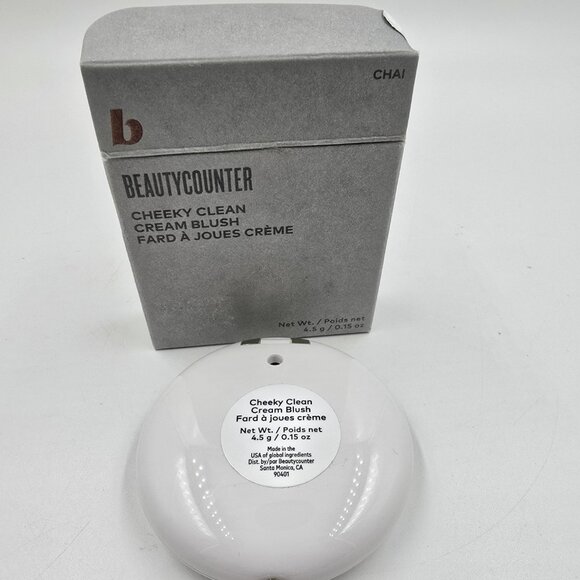 CHAI
b
BEAUTYCOUNTER
CHEEKY CLEAN
CREAM BLUSH
FARD À JOUES CRÈME
Net Wt. / Poids net
4.5 g / 0.15 oz
Cheeky Clean
Cream Blush
Fard à joues crème
Net Wt. / Poids net
4.5 g / 0.15 oz
Made in the
USA of global ingredients
Dist. by/par Beautycounter
Santa Monica, CA
90401